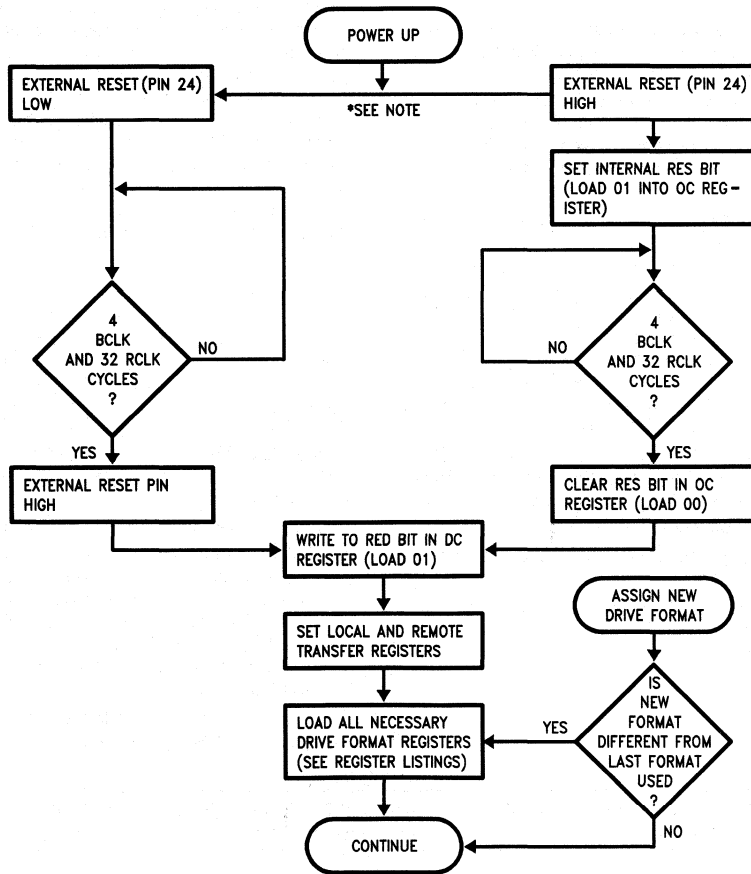 POWER UP
EXTERNAL RESET (PIN 24)
LOW
*SEE NOTE
EXTERNAL RESET (PIN 24)
HIGH
SET INTERNAL RES BIT
(LOAD 01 INTO OC REG-
ISTER)
4
BCLK
AND 32 RCLK
CYCLES
?
NO
YES
4
BCLK
AND 32 RCLK
CYCLES
?
NO
YES
EXTERNAL RESET PIN
HIGH
CLEAR RES BIT IN OC
REGISTER (LOAD 00)
WRITE TO RED BIT IN DC
REGISTER (LOAD 01)
SET LOCAL AND REMOTE
TRANSFER REGISTERS
LOAD ALL NECESSARY
DRIVE FORMAT REGISTERS
(SEE REGISTER LISTINGS)
ASSIGN NEW
DRIVE FORMAT
IS
NEW
FORMAT
DIFFERENT FROM
LAST FORMAT
USED
?
YES
NO
CONTINUE